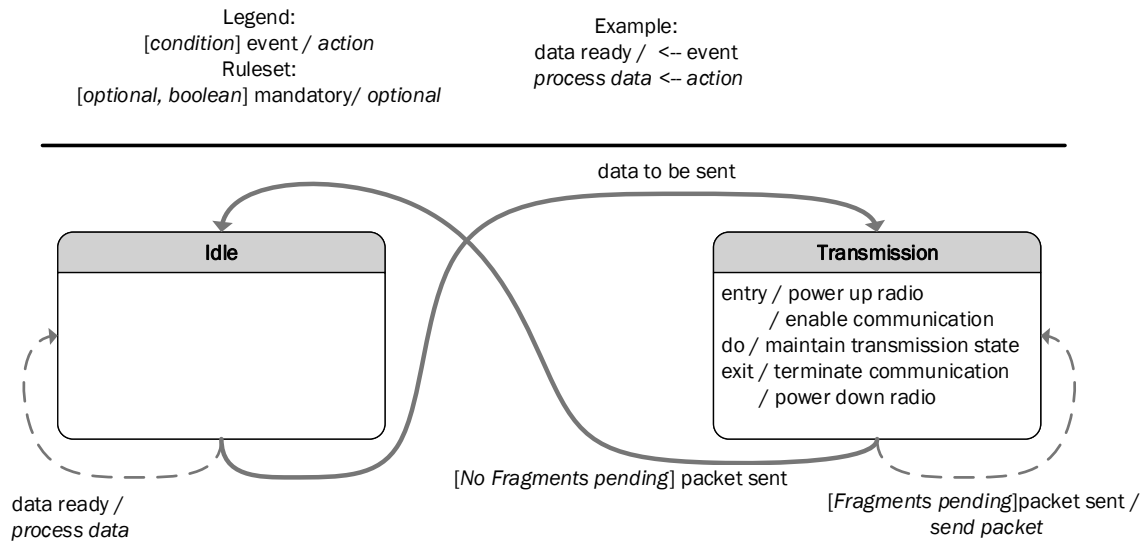 Legend:
[condition] event / action
Ruleset:
[optional, boolean] mandatory/ optional
Example:
data ready /  <-- event
process data <-- action
data to be sent
Idle
Transmission
entry / power up radio
/ enable communication
do / maintain transmission state
exit / terminate communication
/ power down radio
[No Fragments pending] packet sent
data ready /
process data
[Fragments pending]packet sent /
send packet